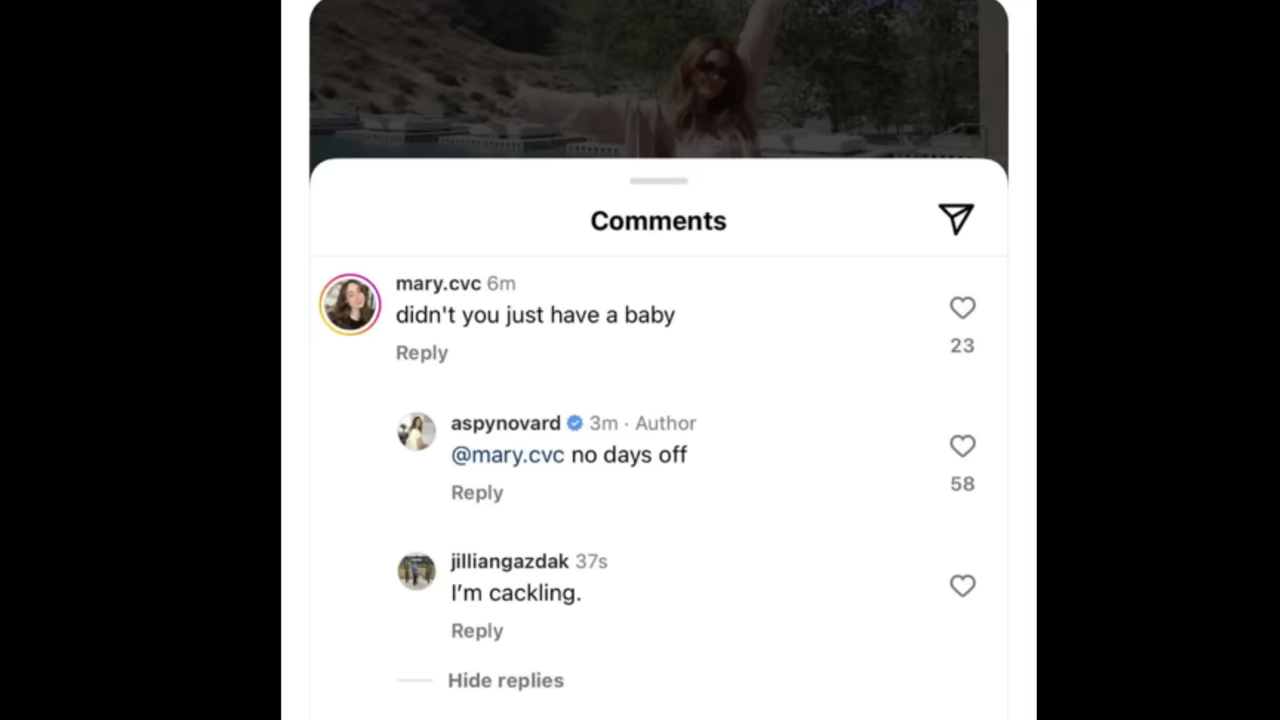 Comments
mary.cvc 6m
didn't you just have a baby
Reply
23
aspynovard 3m · Author
@mary.cvc no days off
Reply
58
jilliangazdak 37s
I'm cackling.
Reply
Hide replies